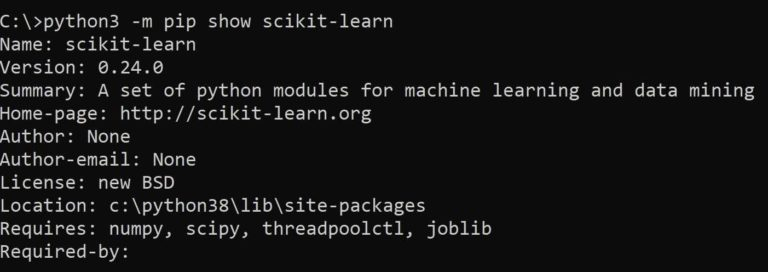 C:\>python3 -m pip show scikit-learn
Name: scikit-learn
Version: 0.24.0
Summary: A set of python modules for machine learning and data mining
Home-page: http://scikit-learn.org
Author: None
Author-email: None
License: new BSD
Location: c:\python38\lib\site-packages
Requires: numpy, scipy, threadpoolctl, joblib
Required-by: